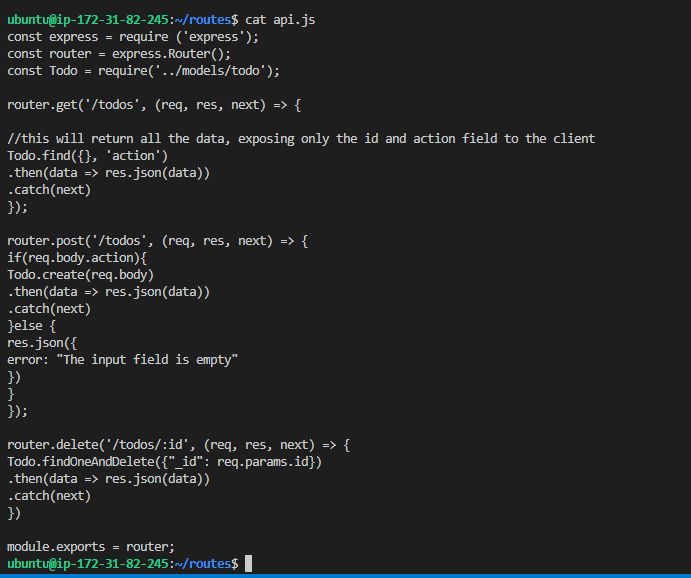 ubuntu@ip-172-31-82-245:~/routes$ cat api.js
const express = require ('express');
const router = express.Router();
const Todo = require('../models/todo');
router.get('/todos', (req, res, next) => {
//this will return all the data, exposing only the id and action field to the client
Todo.find({}, 'action')
.then(data => res.json(data))
.catch(next)
});
router.post('/todos', (req, res, next) => {
if(req.body.action){
Todo.create(req.body)
.then(data => res.json(data))
.catch(next)
}else {
res.json({
error: "The input field is empty"
})
}
});
router.delete('/todos/:id', (req, res, next) => {
Todo.findOneAndDelete({"_id": req.params.id})
.then(data => res.json(data))
.catch(next)
})
module.exports = router;
ubuntu@ip-172-31-82-245:~/routes$